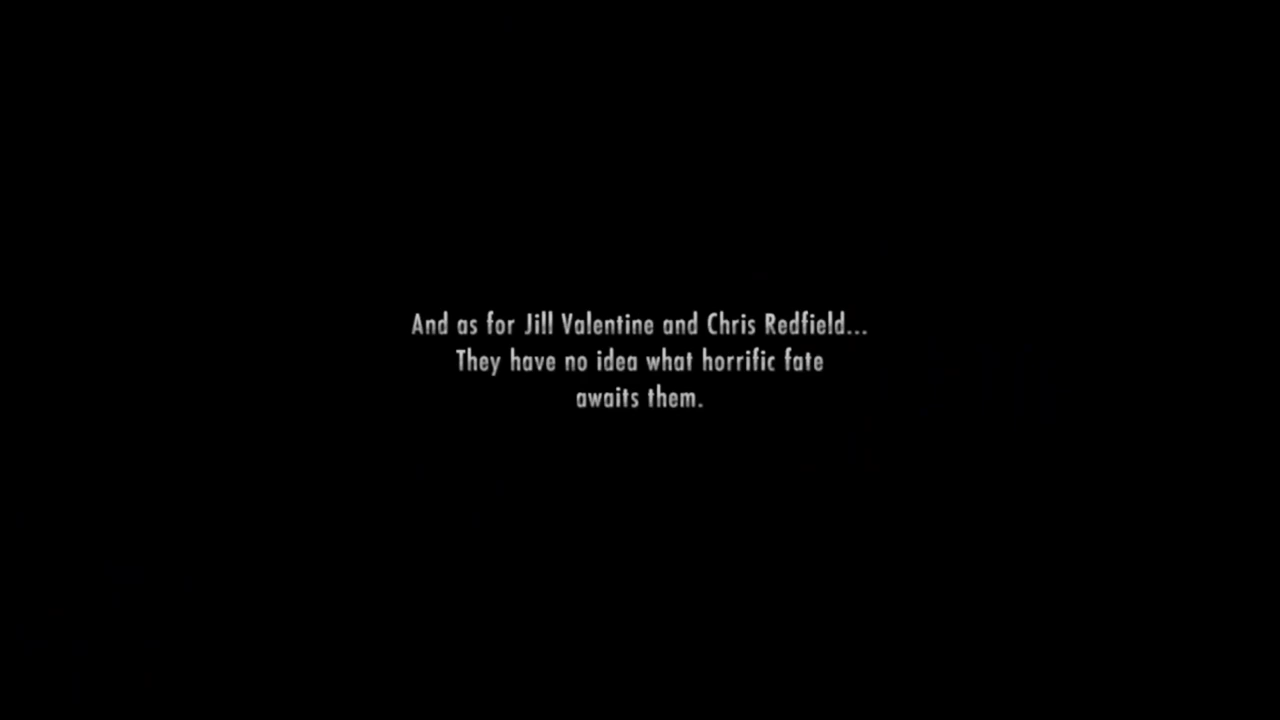 And as for Jill Valentine and Chris Redfield...
They have no idea what horrific fate
awaits them.